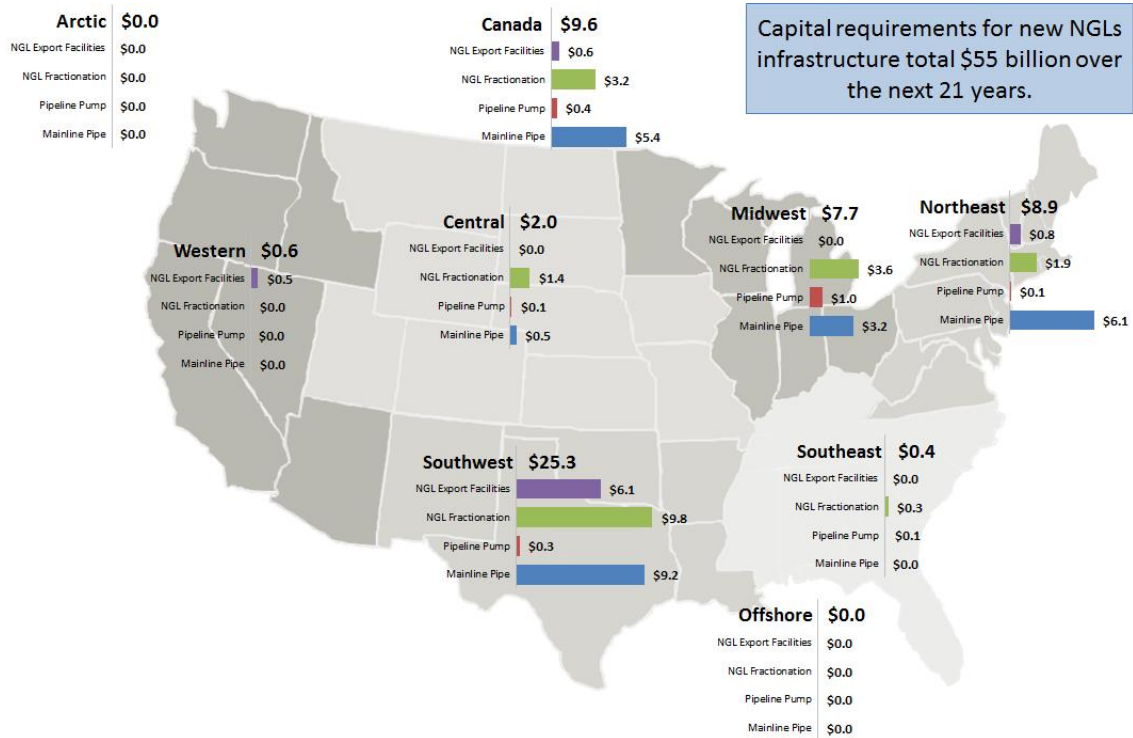 Arctic $0.0
NGL Export Facilities $0.0
NGL Fractionation $0.0
Pipeline Pump $0.0
Mainline Pipe $0.0
Canada $9.6
NGL Export Facilities $0.6
NGL Fractionation $3.2
Pipeline Pump $0.4
Mainline Pipe $5.4
Capital requirements for new NGLs
infrastructure total $55 billion over
the next 21 years.
Western $0.6
NGL Export Facilities $0.5
NGL Fractionation $0.0
Pipeline Pump $0.0
Mainline Pipe $0.0
Central $2.0
NGL Export Facilities $0.0
NGL Fractionation $1.4
Pipeline Pump $0.1
Mainline Pipe $0.5
Midwest $7.7
NGL Export Facilities $0.0
NGL Fractionation $3.6
Pipeline Pump $1.0
Mainline Pipe $3.2
Northeast $8.9
NGL Export Facilities $0.8
NGL Fractionation $1.9
Pipeline Pump $0.1
Mainline Pipe $6.1
Southwest $25.3
NGL Export Facilities $6.1
NGL Fractionation $9.8
Pipeline Pump $0.3
Mainline Pipe $9.2
Southeast $0.4
NGL Export Facilities $0.0
NGL Fractionation $0.3
Pipeline Pump $0.1
Mainline Pipe $0.0
Offshore $0.0
NGL Export Facilities $0.0
NGL Fractionation $0.0
Pipeline Pump $0.0
Mainline Pipe $0.0